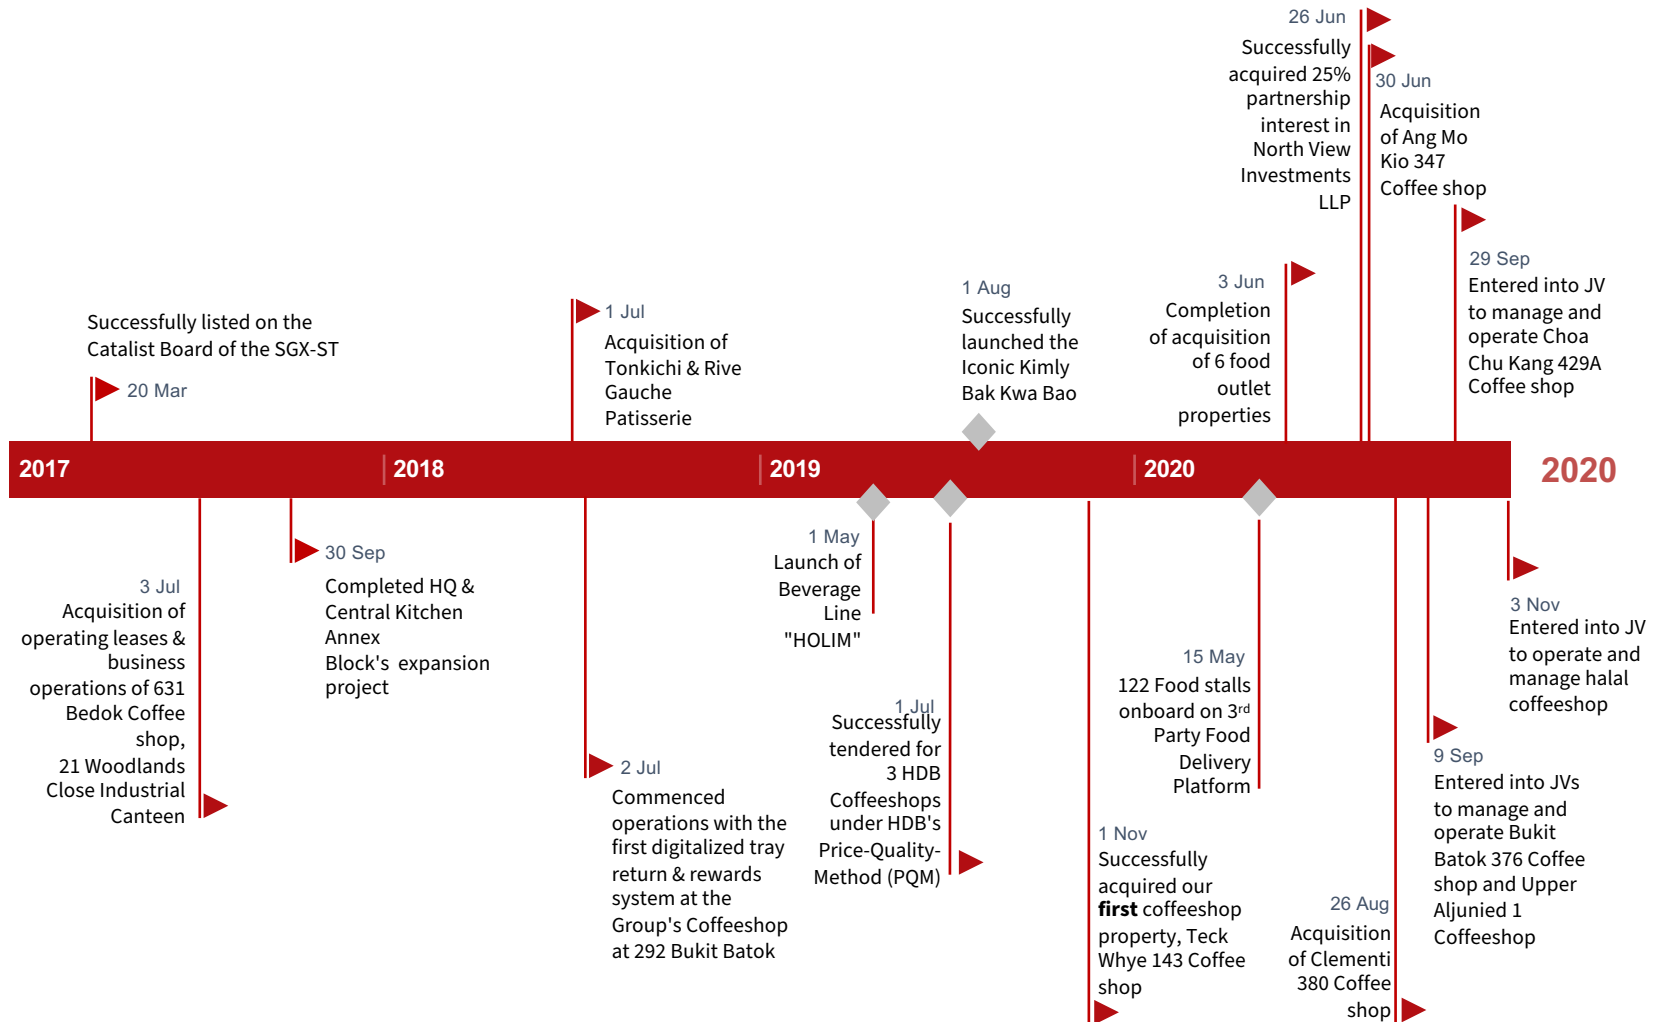 26 Jun
Successfully
acquired 25%
partnership
interest in
North View
Investments
LLP
30 Jun
Acquisition
of Ang Mo
Kio 347
Coffee shop
29 Sep
Entered into JV
to manage and
operate Choa
Chu Kang 429A
Coffee shop
3 Jun
Completion
of acquisition
of 6 food
outlet
properties
1 Aug
Successfully
launched the
Iconic Kimly
Bak Kwa Bao
1 Jul
Acquisition of
Tonkichi & Rive
Gauche
Patisserie
Successfully listed on the
Catalist Board of the SGX-ST
20 Mar
2017
2018
2019
2020
2020
3 Jul
Acquisition of
operating leases &
business
operations of 631
Bedok Coffee
shop,
21 Woodlands
Close Industrial
Canteen
30 Sep
Completed HQ &
Central Kitchen
Annex
Block's expansion
project
2 Jul
Commenced
operations with the
first digitalized tray
return & rewards
system at the
Group's Coffeeshop
at 292 Bukit Batok
1 May
Launch of
Beverage
Line
"HOLIM"
1 Jul
Successfully
tendered for
3 HDB
Coffeeshops
under HDB's
Price-Quality-
Method (PQM)
1 Nov
Successfully
acquired our
first coffeeshop
property, Teck
Whye 143 Coffee
shop
15 May
122 Food stalls
onboard on 3rd
Party Food
Delivery
Platform
26 Aug
Acquisition
of Clementi
380 Coffee
shop
9 Sep
Entered into JVs
to manage and
operate Bukit
Batok 376 Coffee
shop and Upper
Aljunied 1
Coffeeshop
3 Nov
Entered into JV
to operate and
manage halal
coffeeshop